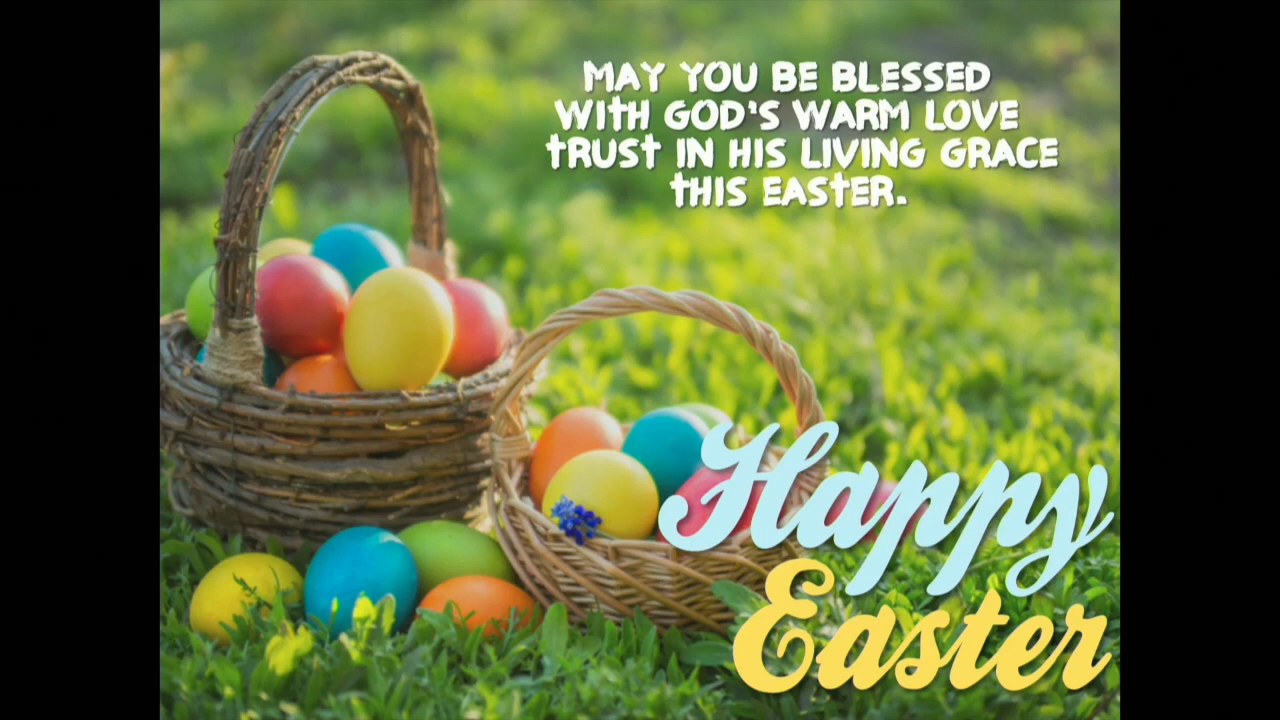 MAY YOU BE BLESSED
WITH GOD'S WARM LOVE
TRUST IN HIS LIVING GRACE
THIS EASTER.
Happy
Easter